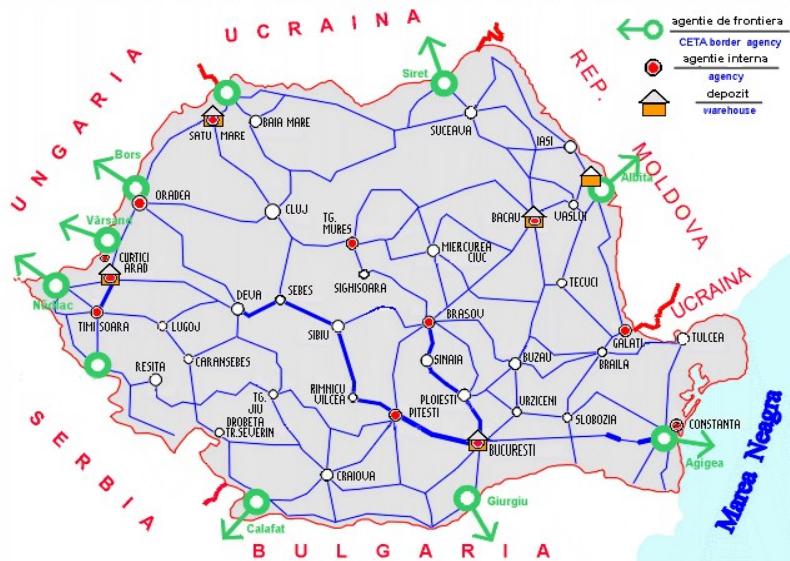 UCRAINA
UNGARIA
REP.
MOLDOVA
agentie de frontiera
CETA border agency
agentie interna
agency
depozit
warehouse
Siret
SATU MARE
BAIA MARE
SUCEAVA
IASI
Bors
ORADEA
CLUJ
TG.
MURES
BACAU
VASLUI
Albita
Vărsand
CURTICI
ARAD
MIERCUREA
CIUC
SIGHISOARA
TECUCI
UCRAINA
Nădlac
TIMISOARA
LUGOJ
DEVA
SEBES
SIBIU
BRASOV
GALATI
TULCEA
RESITA
CARANSEBES
SINAIA
BUZAU
BRAILA
TG.
JIU
RIMNICU
VILCEA
PLOIESTI
URZICENI
DROBETA
TR.SEVERIN
PITESTI
SLOBOZIA
CONSTANTA
BUCURESTI
Agigea
SERBIA
CRAIOVA
Calafat
Giurgiu
BULGARIA
Marea Neagra